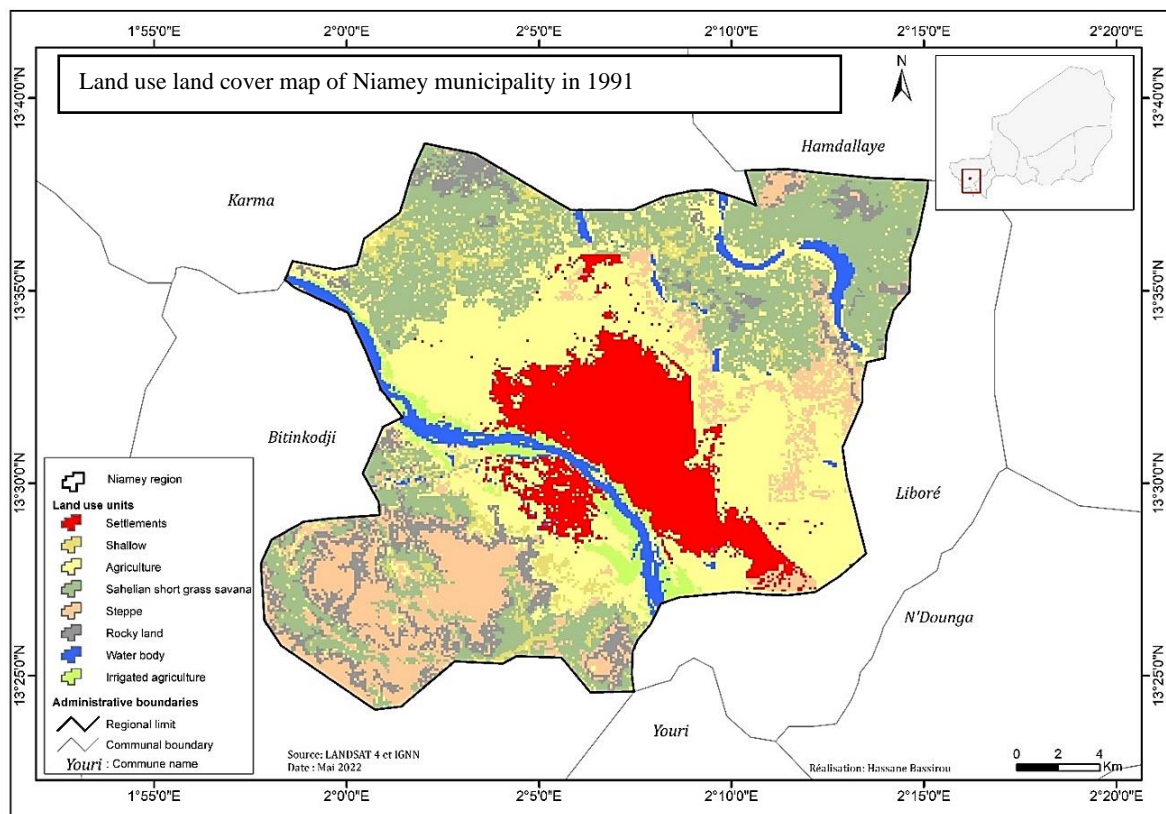 1°55'0"E 2°0'0"E 2°5'0"E 2°10'0"E 2°15'0"E 2°20'0"E
Land use land cover map of Niamey municipality in 1991
N
13°40'0"N
13°40'0"N
Hamdallaye
Karma
13°35'0"N
13°35'0"N
Bitinkodji
Niamey region
Land use units
Settlements
Shallow
Agriculture
Sahelian short grass savana
Steppe
Rocky land
Water body
Irrigated agriculture
Administrative boundaries
Regional limit
Communal boundary
Youri : Commune name
13°30'0"N
13°30'0"N
Liboré
N'Dounga
13°25'0"N
13°25'0"N
Youri
Source: LANDSAT 4 et IGNN
Date : Mai 2022
Réalisation: Hassane Bassirou
0 2 4
Km
1°55'0"E 2°0'0"E 2°5'0"E 2°10'0"E 2°15'0"E 2°20'0"E